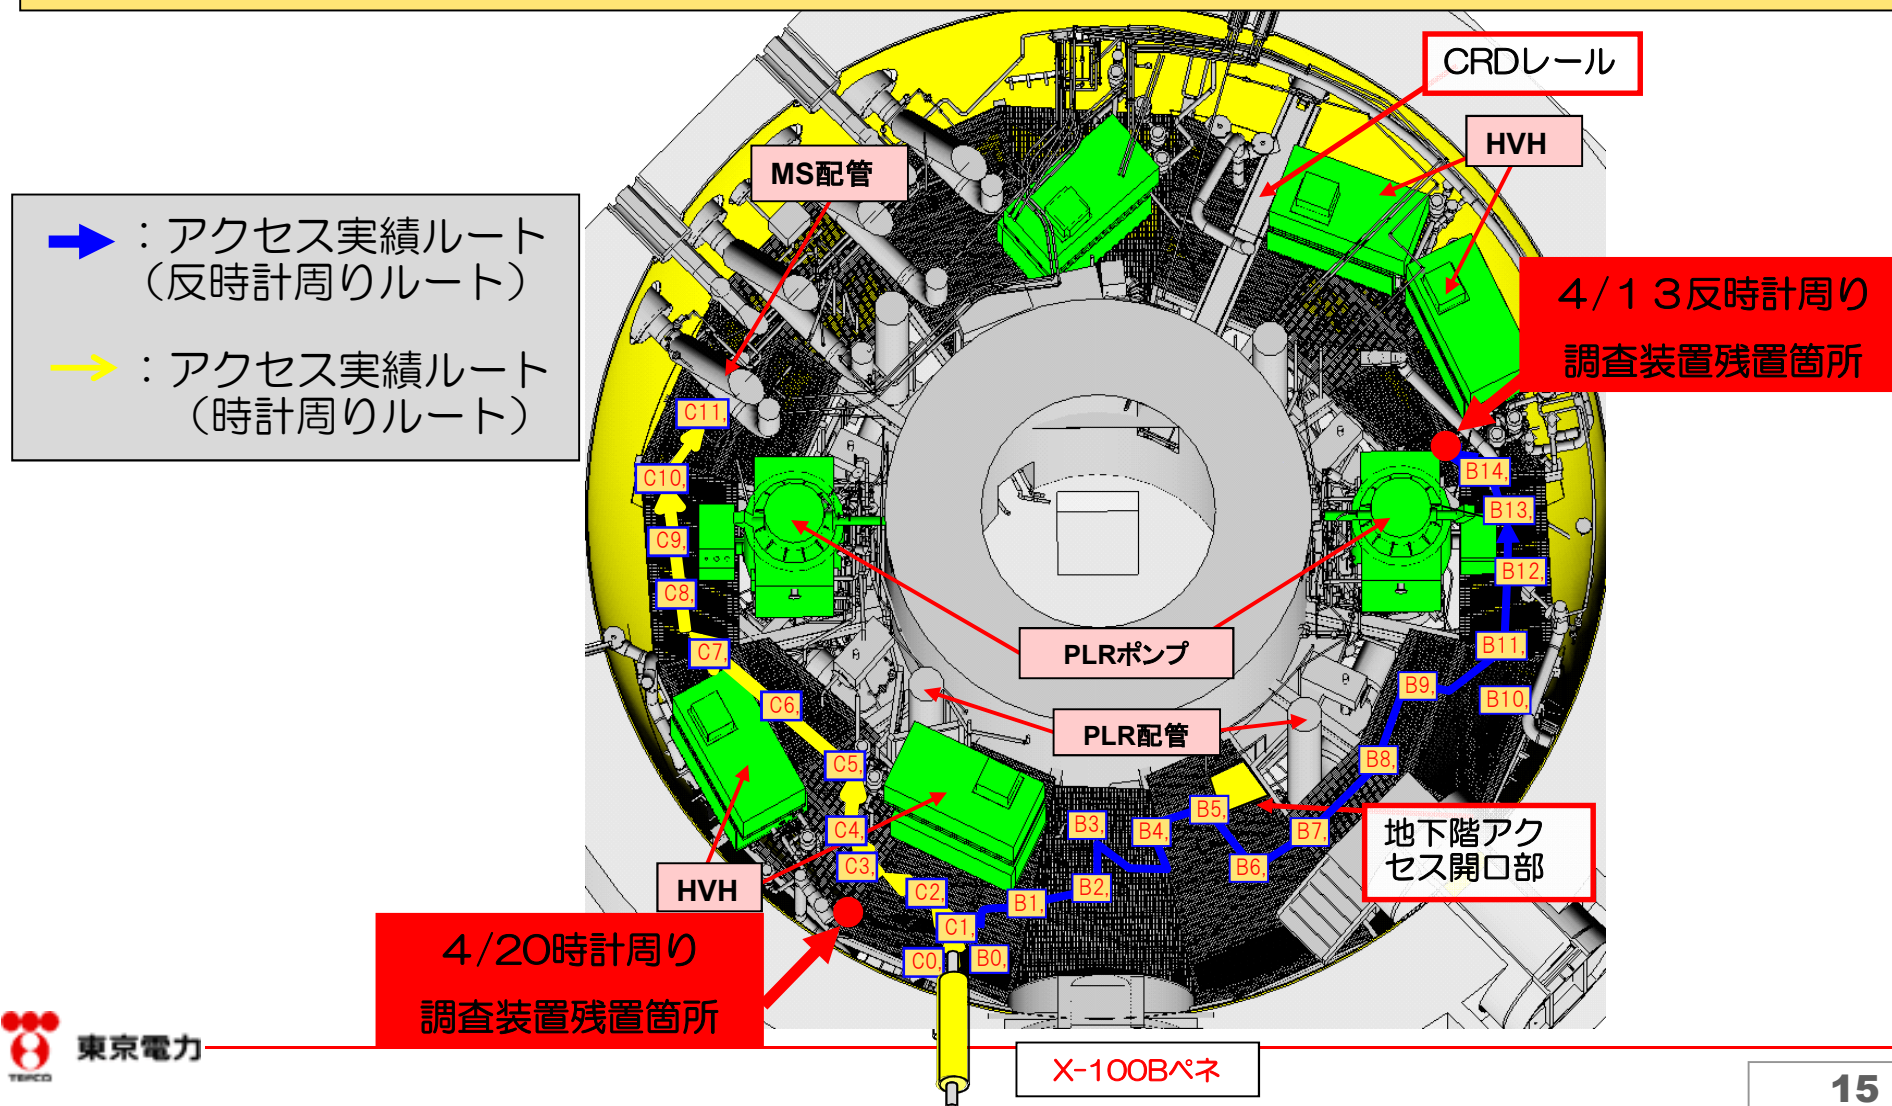 CRDレール
HVH
MS配管
➡：アクセス実績ルート
（反時計周りルート）
→：アクセス実績ルート
（時計周りルート）
4/13反時計周り
調査装置残置箇所
C11,
C10,
C9,
C8,
C7,
C6,
C5,
C4,
C3,
C2,
C1,
C0,
B14,
B13,
B12,
B11,
B10,
B9,
B8,
B7,
B6,
B5,
B4,
B3,
B2,
B1,
B0,
PLRポンプ
PLR配管
地下階アク
セス開口部
HVH
4/20時計周り
調査装置残置箇所
X-100Bペネ
TEPCO
東京電力
15